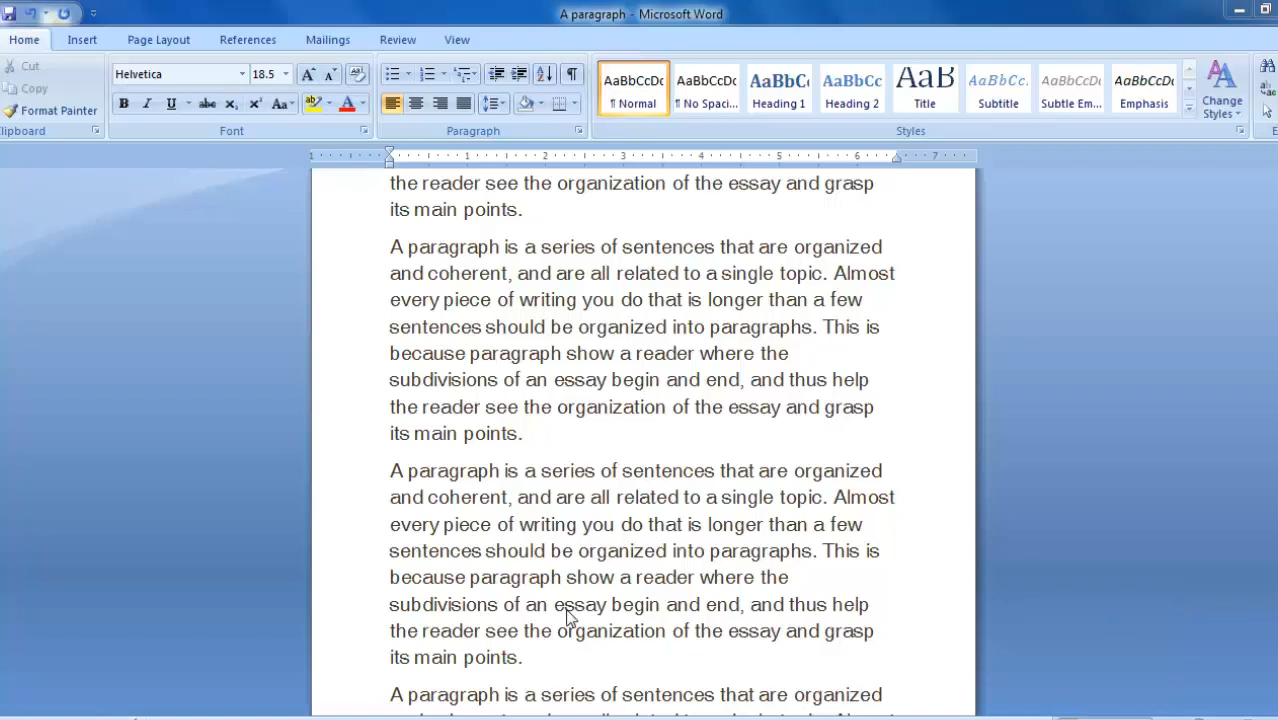 A paragraph - Microsoft Word
Home Insert Page Layout References Mailings Review View
Cut
Copy
Format Painter
Clipboard
Helvetica 18.5
Font
Paragraph
AaBbCcDc AaBbCcDc AaBbC AaBbCc AaB AaBbCc. AaBbCcDc AaBbCcDc
¶ Normal ¶ No Spaci... Heading 1 Heading 2 Title Subtitle Subtle Em... Emphasis
Styles
Change
Styles
1 1 2 3 4 5 6 7
the reader see the organization of the essay and grasp
its main points.
A paragraph is a series of sentences that are organized
and coherent, and are all related to a single topic. Almost
every piece of writing you do that is longer than a few
sentences should be organized into paragraphs. This is
because paragraph show a reader where the
subdivisions of an essay begin and end, and thus help
the reader see the organization of the essay and grasp
its main points.
A paragraph is a series of sentences that are organized
and coherent, and are all related to a single topic. Almost
every piece of writing you do that is longer than a few
sentences should be organized into paragraphs. This is
because paragraph show a reader where the
subdivisions of an essay begin and end, and thus help
the reader see the organization of the essay and grasp
its main points.
A paragraph is a series of sentences that are organized